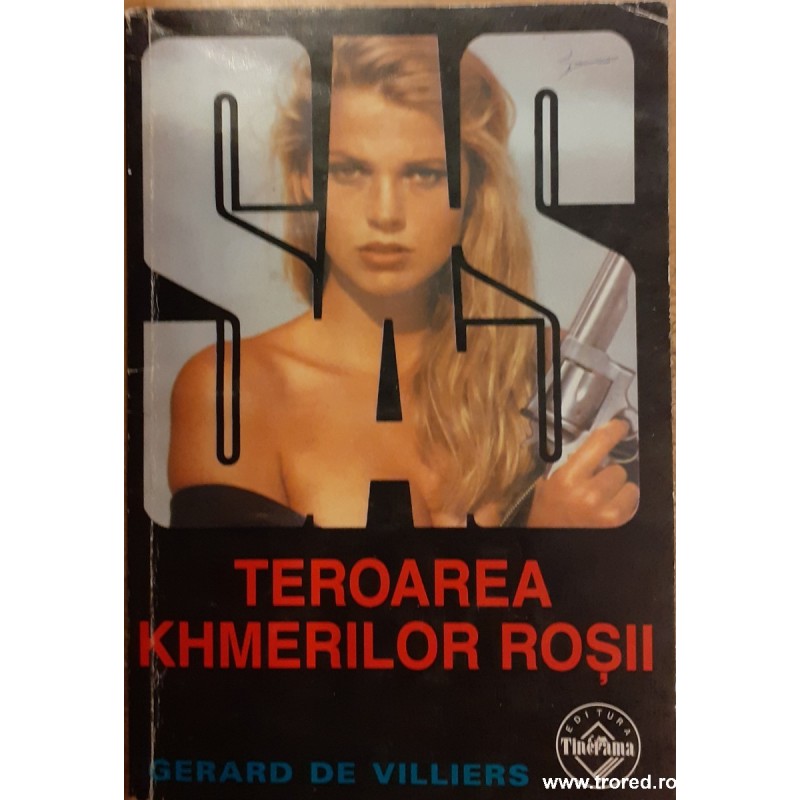 SAS
TEROAREA
KHMERILOR ROȘII
EDITURA
Tinerama
GERARD DE VILLIERS
www.trored.ro